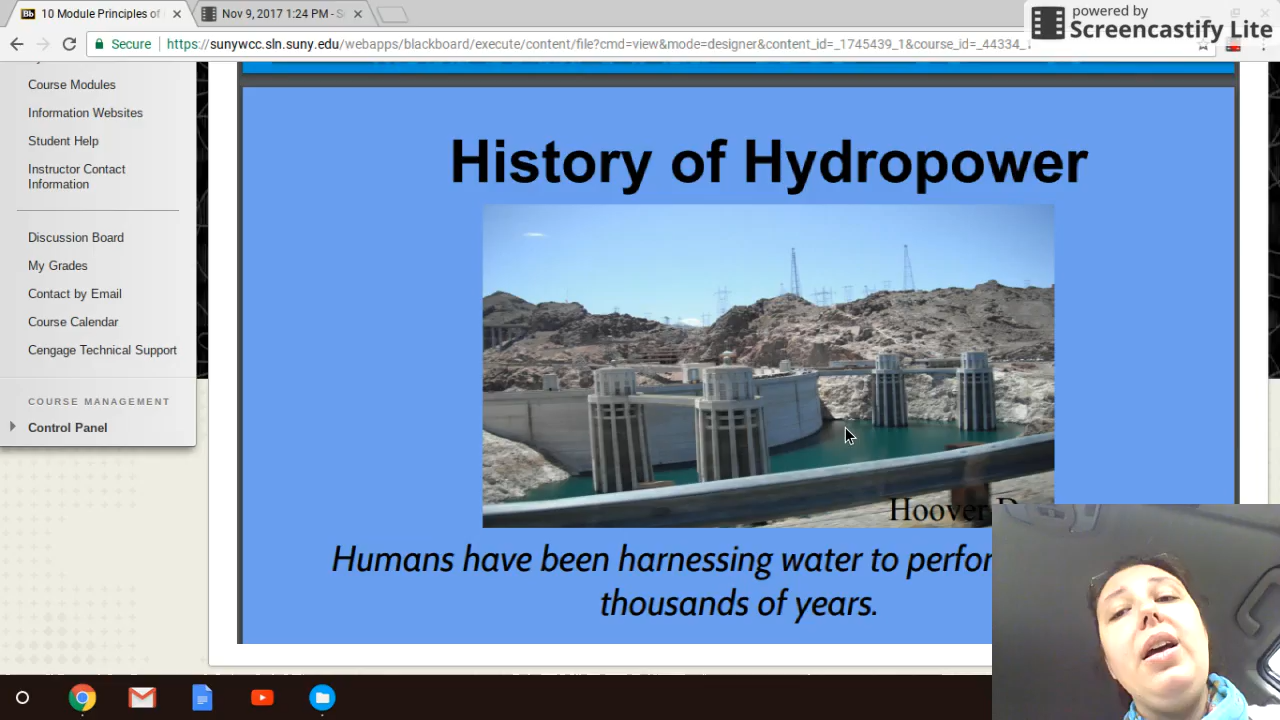 10 Module Principles of
Nov 9, 2017 1:24 PM - S
powered by
Screencastify Lite
Secure
https://sunywcc.sln.suny.edu/webapps/blackboard/execute/content/file?cmd=view&mode=designer&content_id=_1745439_1&course_id=_44334_1
Course Modules
Information Websites
Student Help
Instructor Contact
Information
Discussion Board
My Grades
Contact by Email
Course Calendar
Cengage Technical Support
COURSE MANAGEMENT
Control Panel
History of Hydropower
Hoover D
Humans have been harnessing water to perfor
thousands of years.